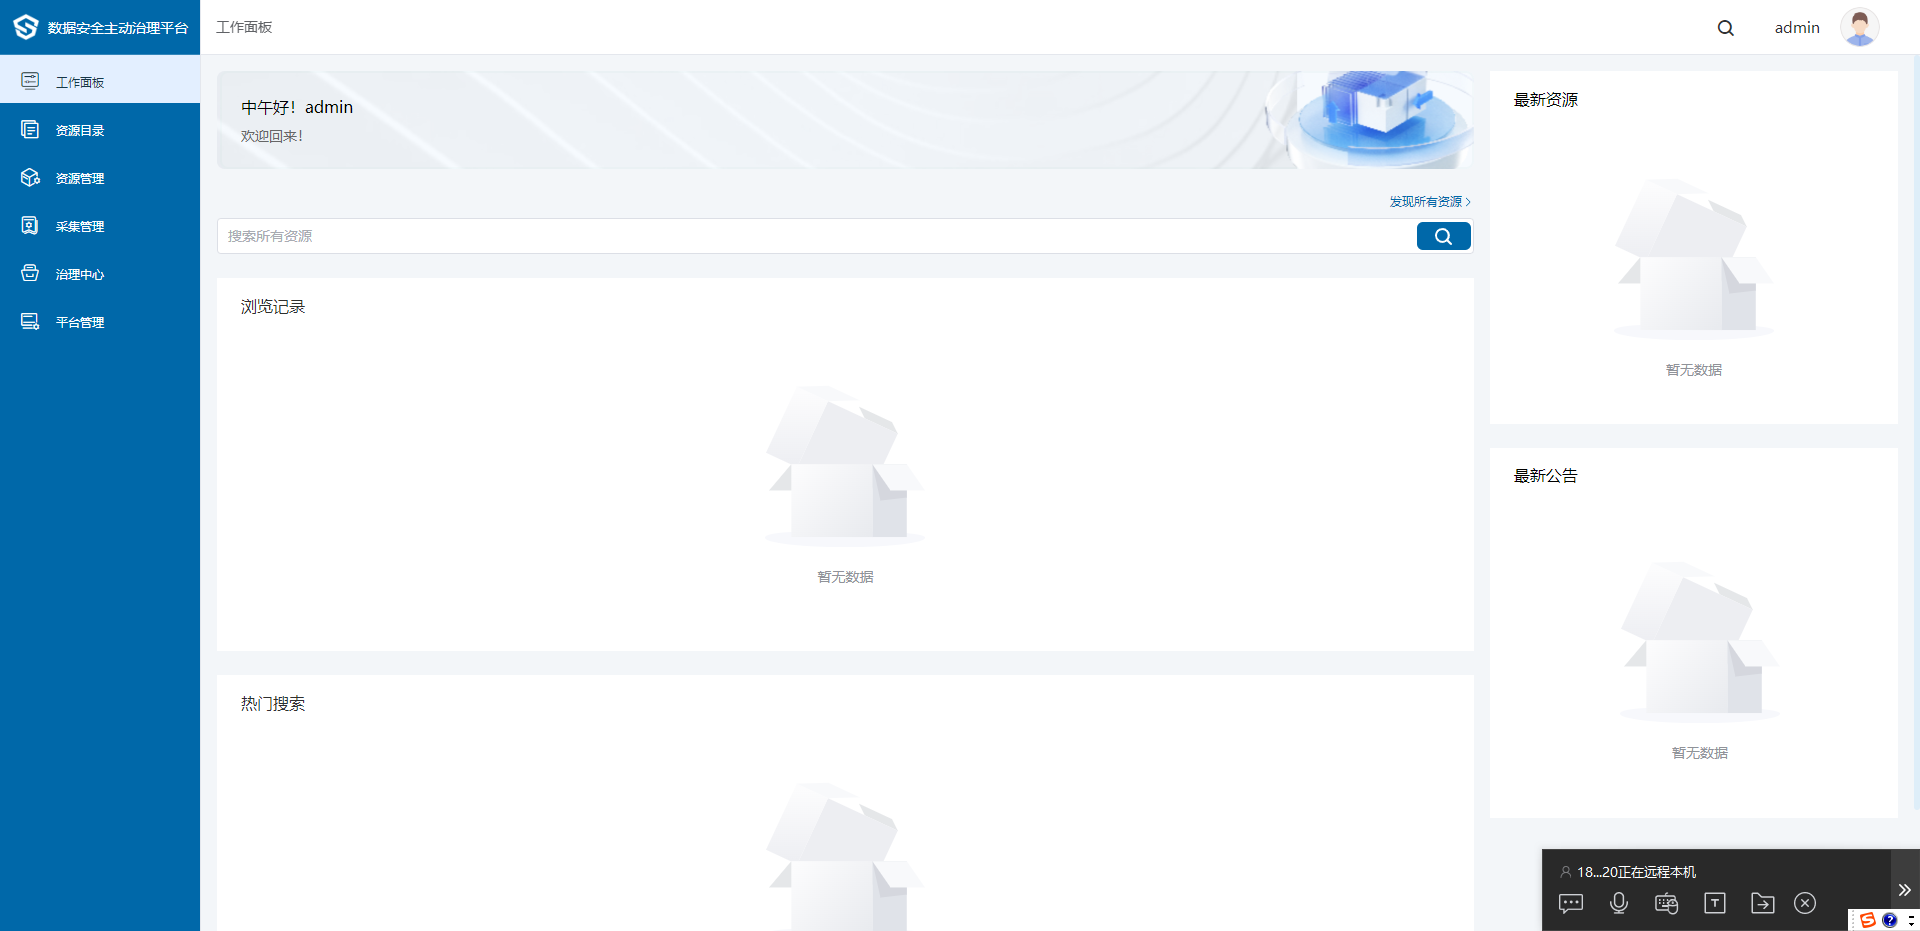 数据安全主动治理平台
工作面板
admin
工作面板
资源目录
资源管理
采集管理
治理中心
平台管理
中午好！admin
欢迎回来！
发现所有资源
搜索所有资源
浏览记录
暂无数据
热门搜索
最新资源
暂无数据
最新公告
暂无数据
18...20正在远程本机